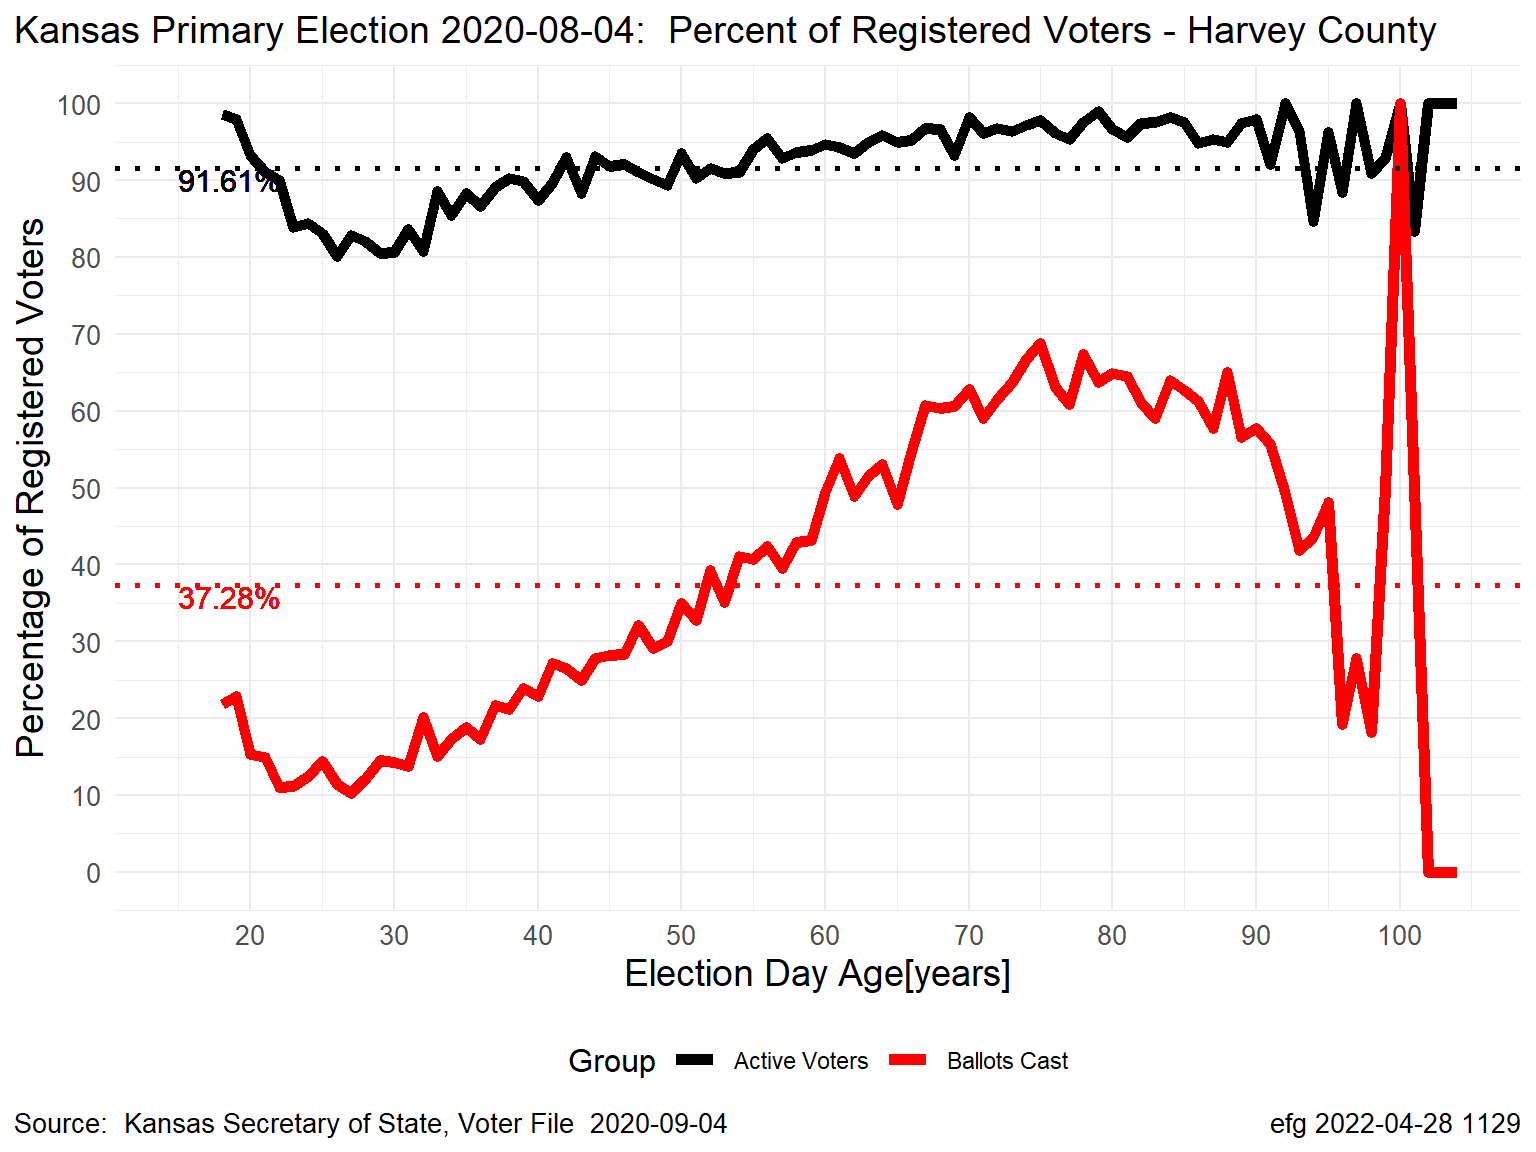 Kansas Primary Election 2020-08-04:  Percent of Registered Voters - Harvey County
Percentage of Registered Voters
100
90
80
70
60
50
40
30
20
10
0
91.61%
37.28%
20 30 40 50 60 70 80 90 100
Election Day Age[years]
Group Active Voters Ballots Cast
Source:  Kansas Secretary of State, Voter File  2020-09-04
efg 2022-04-28 1129